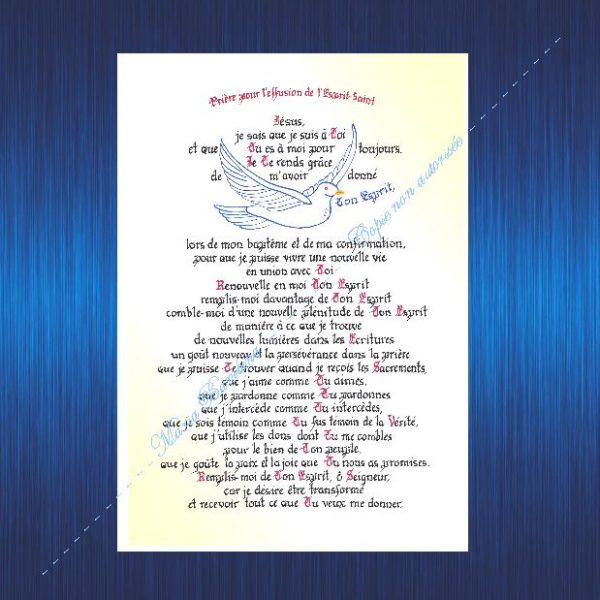 Prière pour l'effusion de l'Esprit-Saint
Jésus,
je sais que je suis à Toi
et que Tu es à moi pour toujours.
Je Te rends grâce
de m'avoir donné
Ton Esprit,
lors de mon baptême et de ma confirmation,
pour que je puisse vivre une nouvelle vie
en union avec Toi
Renouvelle en moi Ton Esprit
remplis-moi davantage de Ton Esprit
comble-moi d'une nouvelle plénitude de Ton Esprit
de manière à ce que je trouve
de nouvelles lumières dans les Ecritures
un goût nouveau et la persévérance dans la prière
que je puisse Te trouver quand je reçois les Sacrements,
que j'aime comme Tu aimes,
que je pardonne comme Tu pardonnes
que j'intercède comme Tu intercèdes,
que je sois témoin comme Tu fus témoin de la Vérité,
que j'utilise les dons dont Tu me combles
pour le bien de Ton peuple,
que je goûte la paix et la joie que Tu nous as promises.
Remplis-moi de Ton Esprit, ô Seigneur,
car je désire être transformé
et recevoir tout ce que Tu veux me donner.
Copie non autorisée
Maria